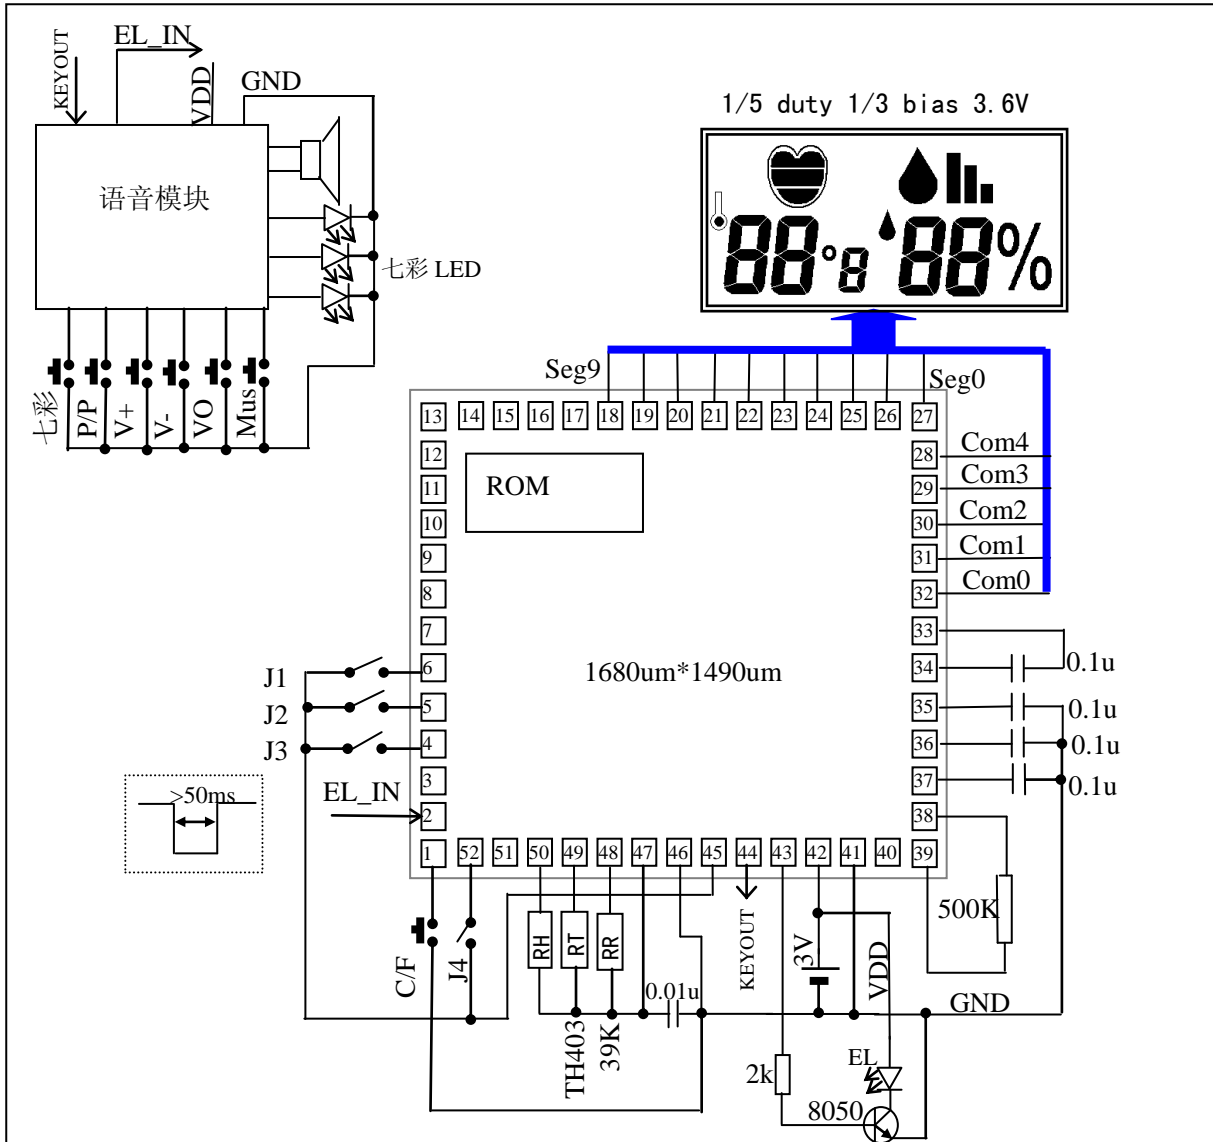 KEYOUT
EL_IN
VDD
GND
语音模块
七彩 LED
七彩
P/P
V+
V-
VO
Mus
1/5 duty 1/3 bias 3.6V
88°8 88%
Seg9
Seg0
13 14 15 16 17 18 19 20 21 22 23 24 25 26 27
12
11
10
9
8
7
6
5
4
3
2
1
28
29
30
31
32
33
34
35
36
37
38
39
Com4
Com3
Com2
Com1
Com0
ROM
1680um*1490um
J1
J2
J3
EL_IN
>50ms
0.1u
0.1u
0.1u
0.1u
500K
52 51 50 49 48 47 46 45 44 43 42 41 40
C/F
J4
RH
RT
RR
TH403
39K
0.01u
KEYOUT
3V
VDD
GND
2k
EL
8050